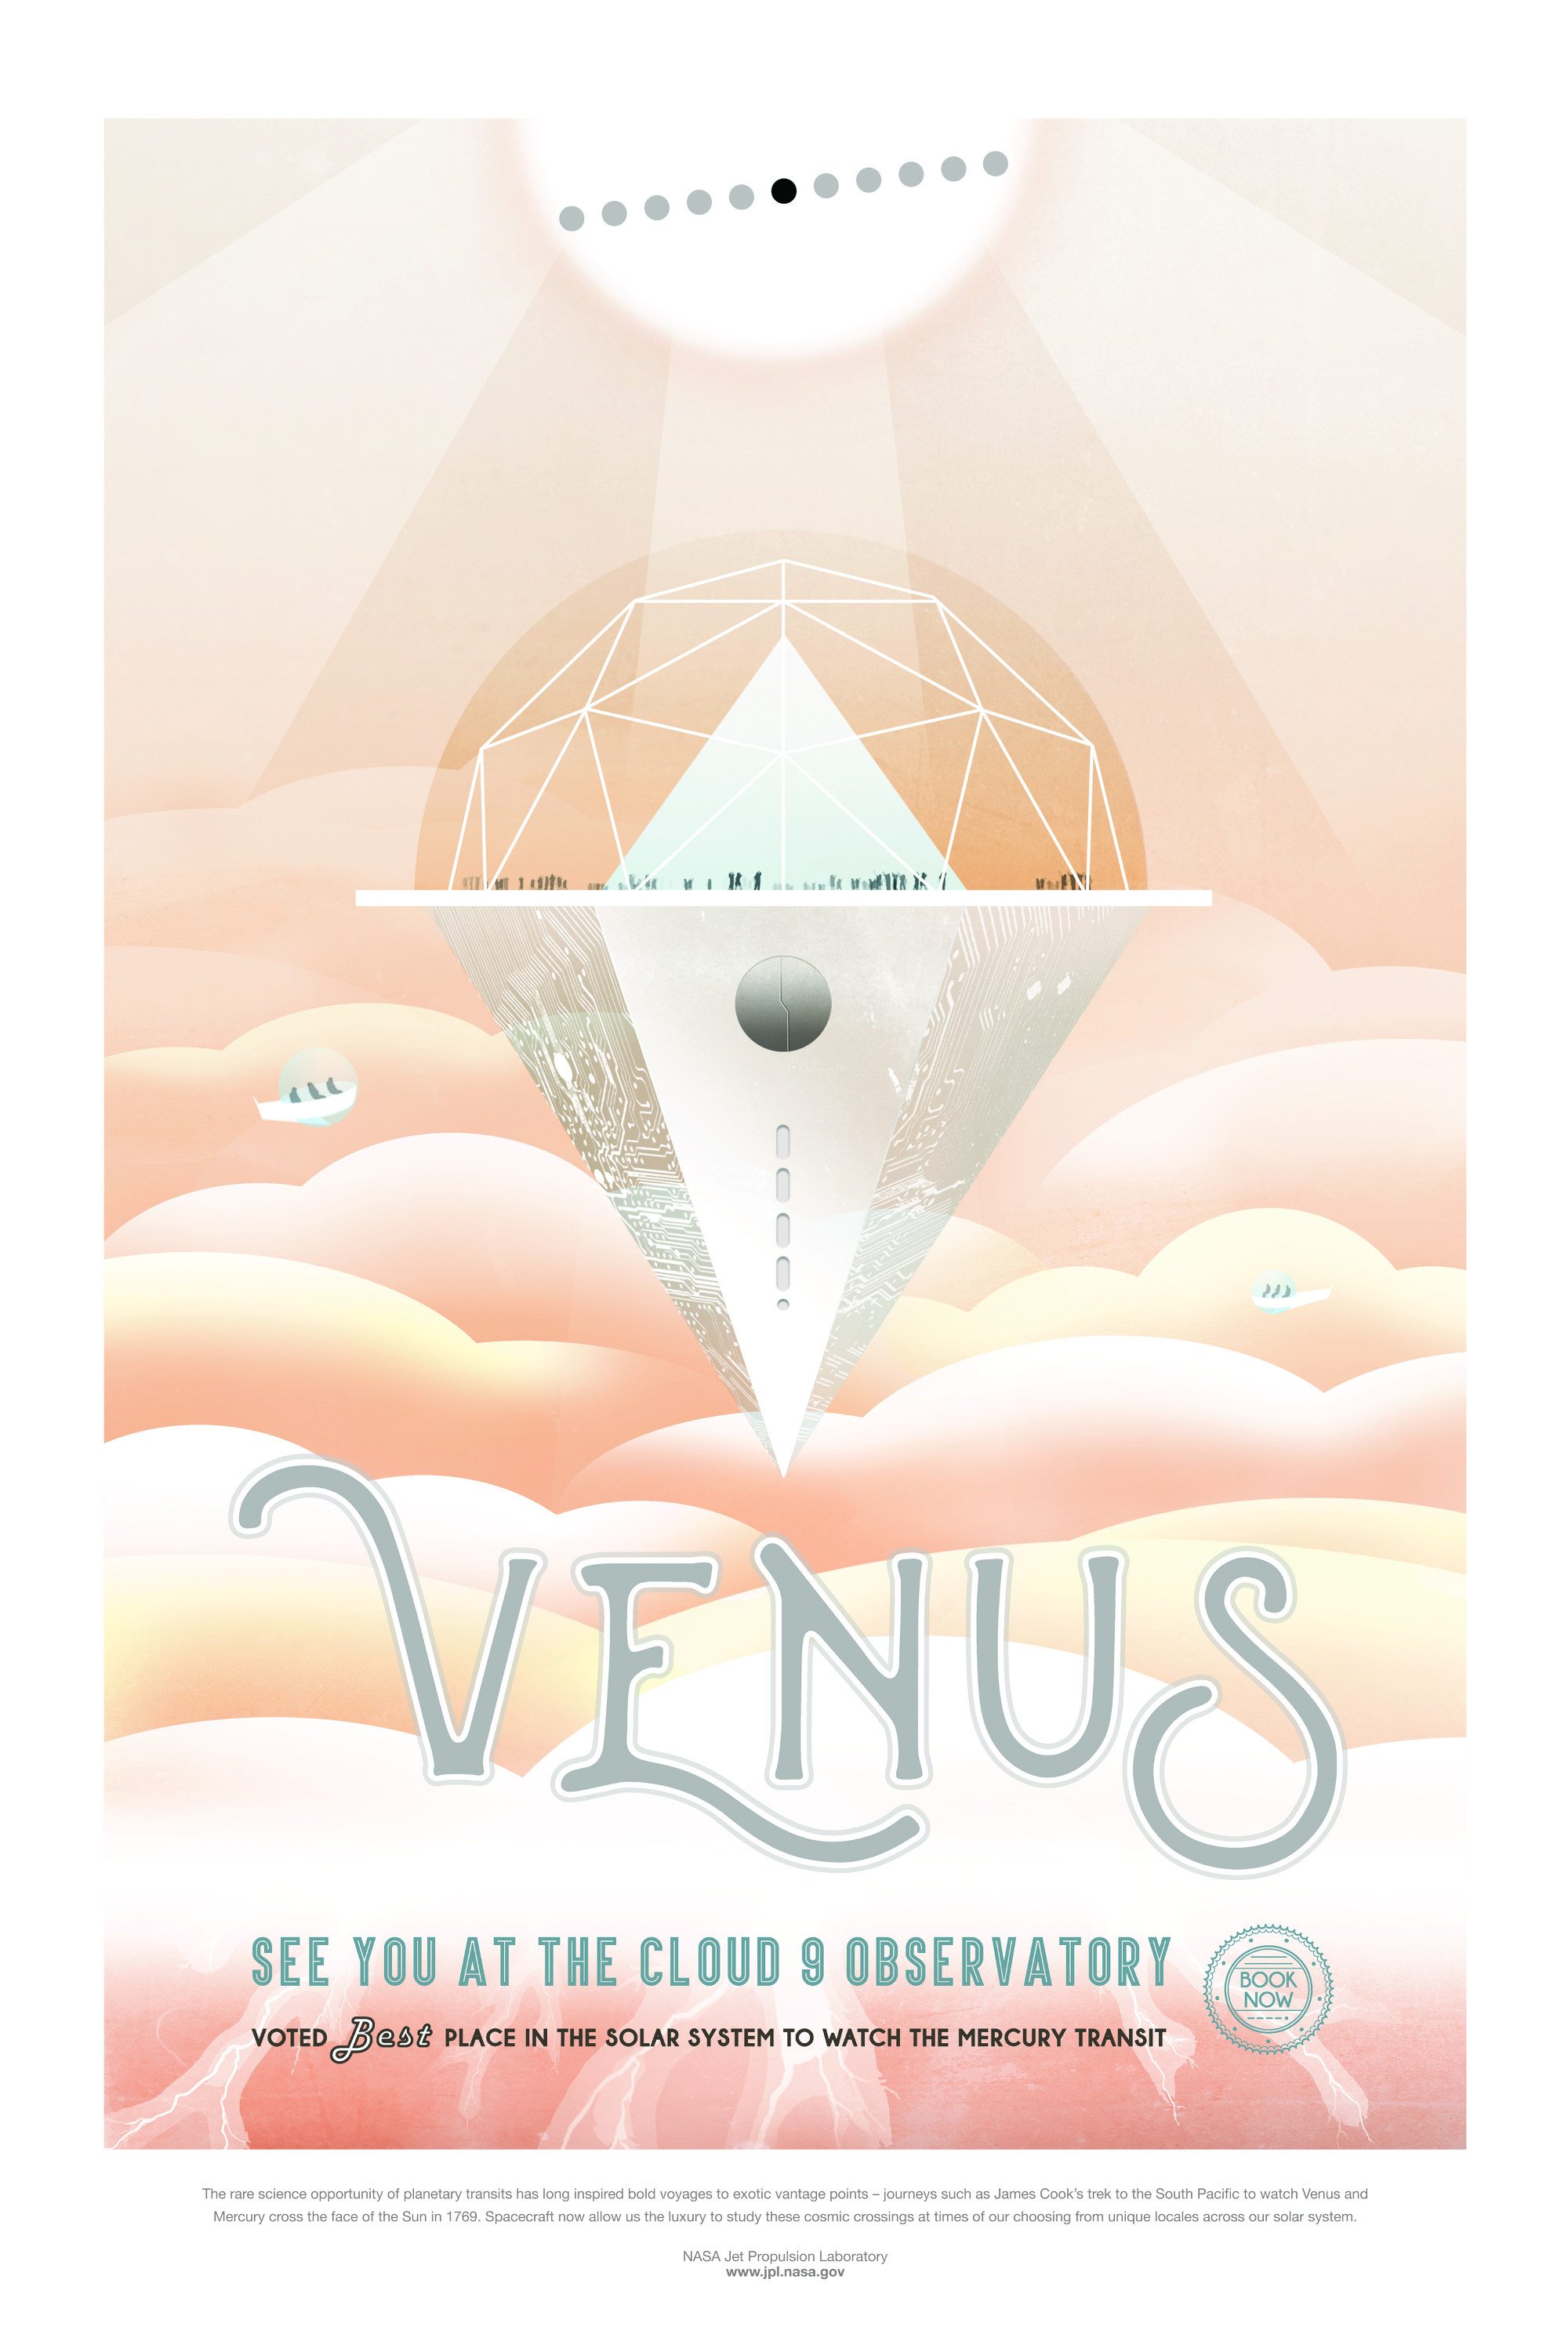 VENUS
SEE YOU AT THE CLOUD 9 OBSERVATORY
BOOK
NOW
VOTED Best PLACE IN THE SOLAR SYSTEM TO WATCH THE MERCURY TRANSIT
The rare science opportunity of planetary transits has long inspired bold voyages to exotic vantage points – journeys such as James Cook's trek to the South Pacific to watch Venus and
Mercury cross the face of the Sun in 1769. Spacecraft now allow us the luxury to study these cosmic crossings at times of our choosing from unique locales across our solar system.
NASA Jet Propulsion Laboratory
www.jpl.nasa.gov